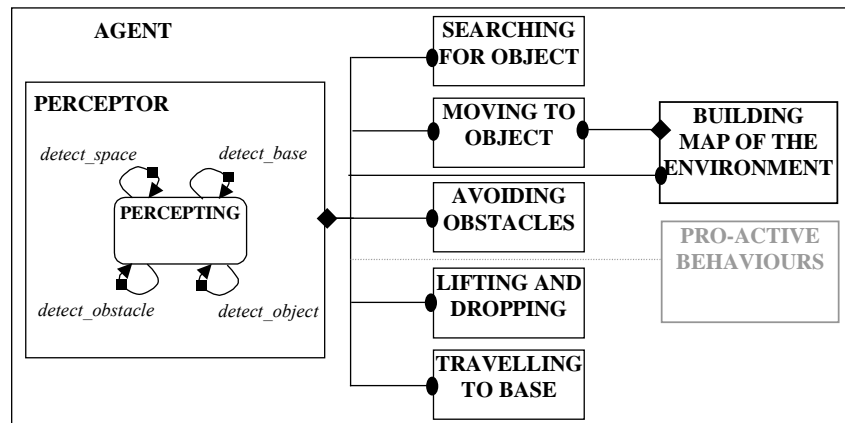 AGENT
PERCEPTOR
detect_space
detect_base
PERCEPTING
detect_obstacle
detect_object
SEARCHING
FOR OBJECT
MOVING TO
OBJECT
AVOIDING
OBSTACLES
LIFTING AND
DROPPING
TRAVELLING
TO BASE
BUILDING
MAP OF THE
ENVIRONMENT
PRO-ACTIVE
BEHAVIOURS